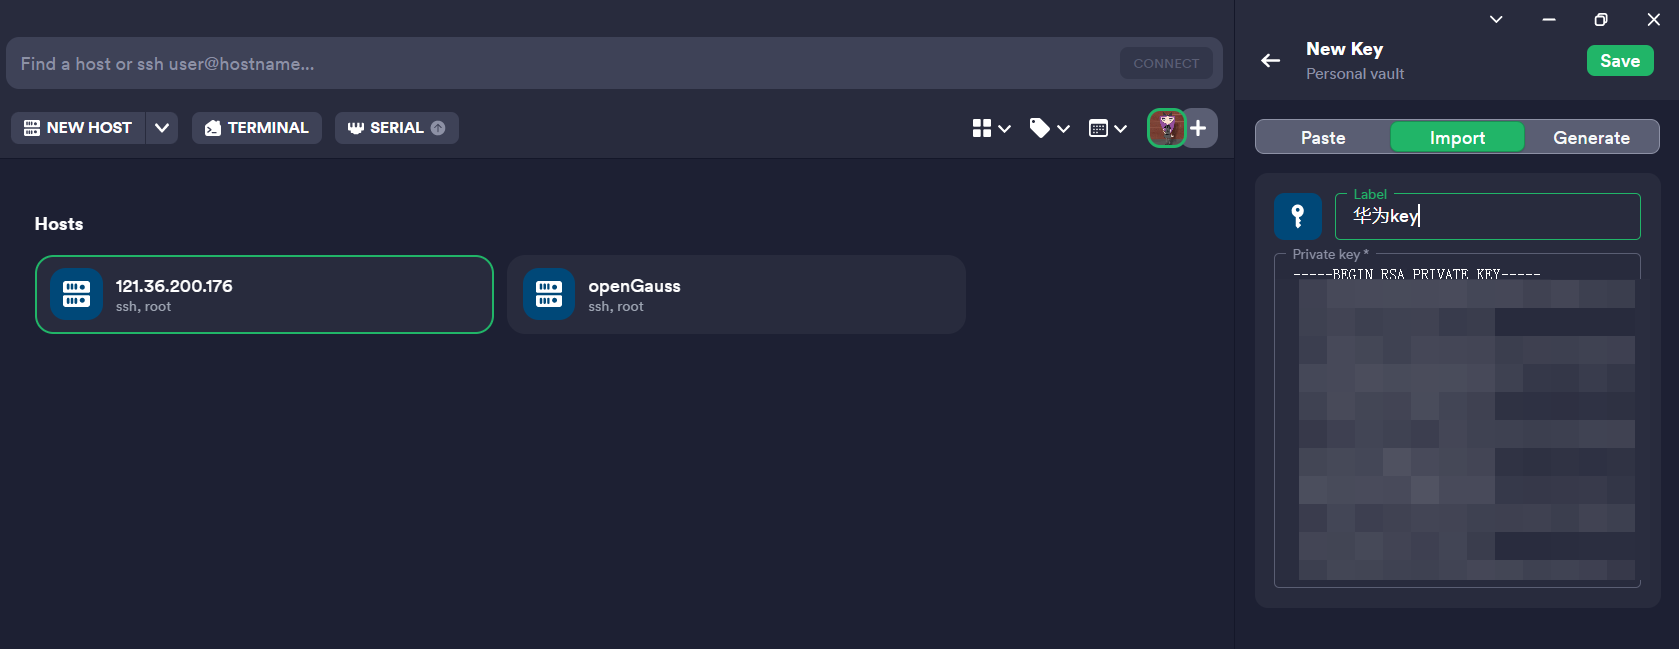 Find a host or ssh user@hostname...
CONNECT
NEW HOST
TERMINAL
SERIAL
Hosts
121.36.200.176
ssh, root
openGauss
ssh, root
New Key
Personal vault
Save
Paste
Import
Generate
Label
华为key
Private key *
-----BEGIN RSA PRIVATE KEY-----